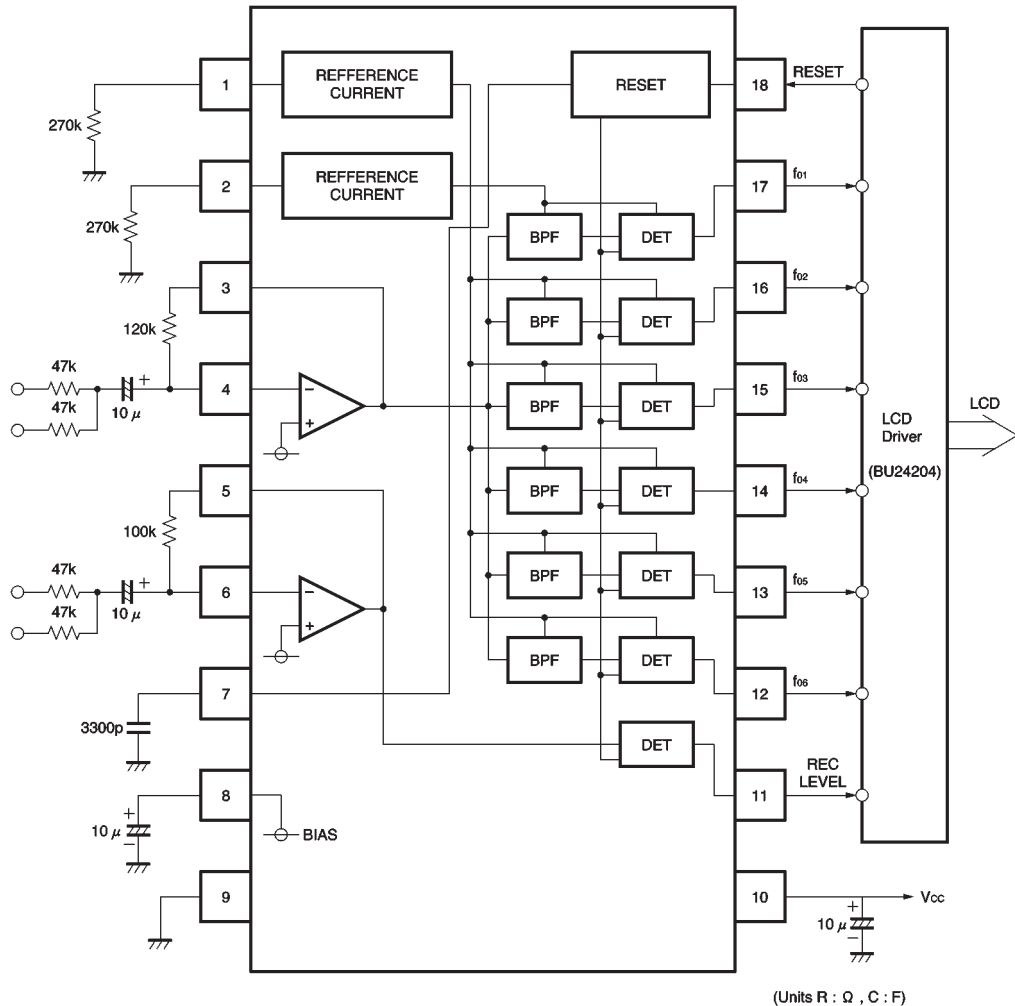 1
REFFERENCE
CURRENT
RESET
18
RESET
270k
2
REFFERENCE
CURRENT
17
f01
270k
BPF
DET
3
16
f02
120k
BPF
DET
47k
+
4
−
+
BPF
DET
15
f03
47k
10 μ
LCD
Driver
(BU24204)
LCD
5
BPF
DET
14
f04
100k
47k
+
6
−
+
BPF
DET
13
f05
47k
10 μ
BPF
DET
7
12
f06
3300p
DET
REC
LEVEL
8
11
+
10 μ
−
BIAS
9
10
Vcc
+
10 μ
−
(Units R : Ω , C : F)